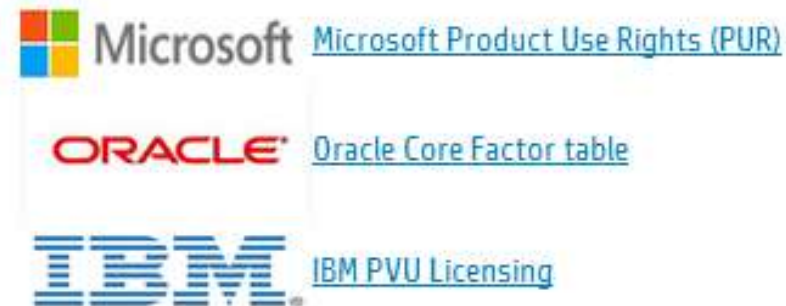 Microsoft Microsoft Product Use Rights (PUR)
ORACLE® Oracle Core Factor table
IBM® IBM PVU Licensing